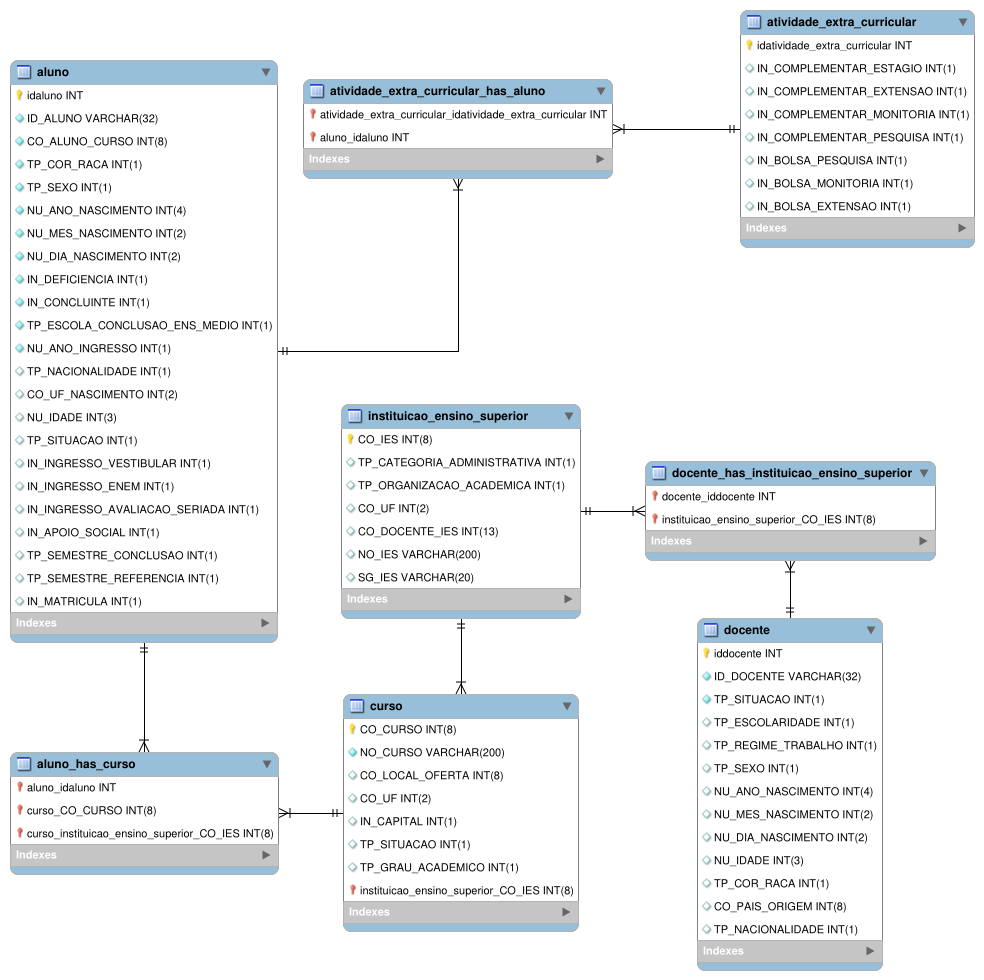 aluno
idaluno INT
ID_ALUNO VARCHAR(32)
CO_ALUNO_CURSO INT(8)
TP_COR_RACA INT(1)
TP_SEXO INT(1)
NU_ANO_NASCIMENTO INT(4)
NU_MES_NASCIMENTO INT(2)
NU_DIA_NASCIMENTO INT(2)
IN_DEFICIENCIA INT(1)
IN_CONCLUINTE INT(1)
TP_ESCOLA_CONCLUSAO_ENS_MEDIO INT(1)
NU_ANO_INGRESSO INT(1)
TP_NACIONALIDADE INT(1)
CO_UF_NASCIMENTO INT(2)
NU_IDADE INT(3)
TP_SITUACAO INT(1)
IN_INGRESSO_VESTIBULAR INT(1)
IN_INGRESSO_ENEM INT(1)
IN_INGRESSO_AVALIACAO_SERIADA INT(1)
IN_APOIO_SOCIAL INT(1)
TP_SEMESTRE_CONCLUSAO INT(1)
TP_SEMESTRE_REFERENCIA INT(1)
IN_MATRICULA INT(1)
Indexes
atividade_extra_curricular_has_aluno
atividade_extra_curricular_idatividade_extra_curricular INT
aluno_idaluno INT
Indexes
atividade_extra_curricular
idatividade_extra_curricular INT
IN_COMPLEMENTAR_ESTAGIO INT(1)
IN_COMPLEMENTAR_EXTENSAO INT(1)
IN_COMPLEMENTAR_MONITORIA INT(1)
IN_COMPLEMENTAR_PESQUISA INT(1)
IN_BOLSA_PESQUISA INT(1)
IN_BOLSA_MONITORIA INT(1)
IN_BOLSA_EXTENSAO INT(1)
Indexes
instituicao_ensino_superior
CO_IES INT(8)
TP_CATEGORIA_ADMINISTRATIVA INT(1)
TP_ORGANIZACAO_ACADEMICA INT(1)
CO_UF INT(2)
CO_DOCENTE_IES INT(13)
NO_IES VARCHAR(200)
SG_IES VARCHAR(20)
Indexes
docente_has_instituicao_ensino_superior
docente_iddocente INT
instituicao_ensino_superior_CO_IES INT(8)
Indexes
docente
iddocente INT
ID_DOCENTE VARCHAR(32)
TP_SITUACAO INT(1)
TP_ESCOLARIDADE INT(1)
TP_REGIME_TRABALHO INT(1)
TP_SEXO INT(1)
NU_ANO_NASCIMENTO INT(4)
NU_MES_NASCIMENTO INT(2)
NU_DIA_NASCIMENTO INT(2)
NU_IDADE INT(3)
TP_COR_RACA INT(1)
CO_PAIS_ORIGEM INT(8)
TP_NACIONALIDADE INT(1)
Indexes
curso
CO_CURSO INT(8)
NO_CURSO VARCHAR(200)
CO_LOCAL_OFERTA INT(8)
CO_UF INT(2)
IN_CAPITAL INT(1)
TP_SITUACAO INT(1)
TP_GRAU_ACADEMICO INT(1)
instituicao_ensino_superior_CO_IES INT(8)
Indexes
aluno_has_curso
aluno_idaluno INT
curso_CO_CURSO INT(8)
curso_instituicao_ensino_superior_CO_IES INT(8)
Indexes